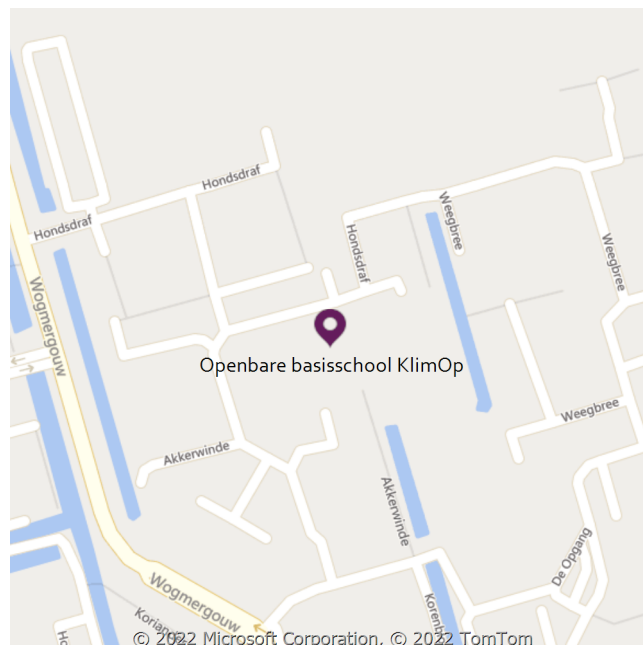 Hondsdraf
Hondsdraf
Weegbree
Hondsdraf
Weegbree
Wogmergouw
Openbare basisschool KlimOp
Weegbree
Akkerwinde
Akkerwinde
De Opgang
Wogmergouw
© 2022 Microsoft Corporation, © 2022 TomTom